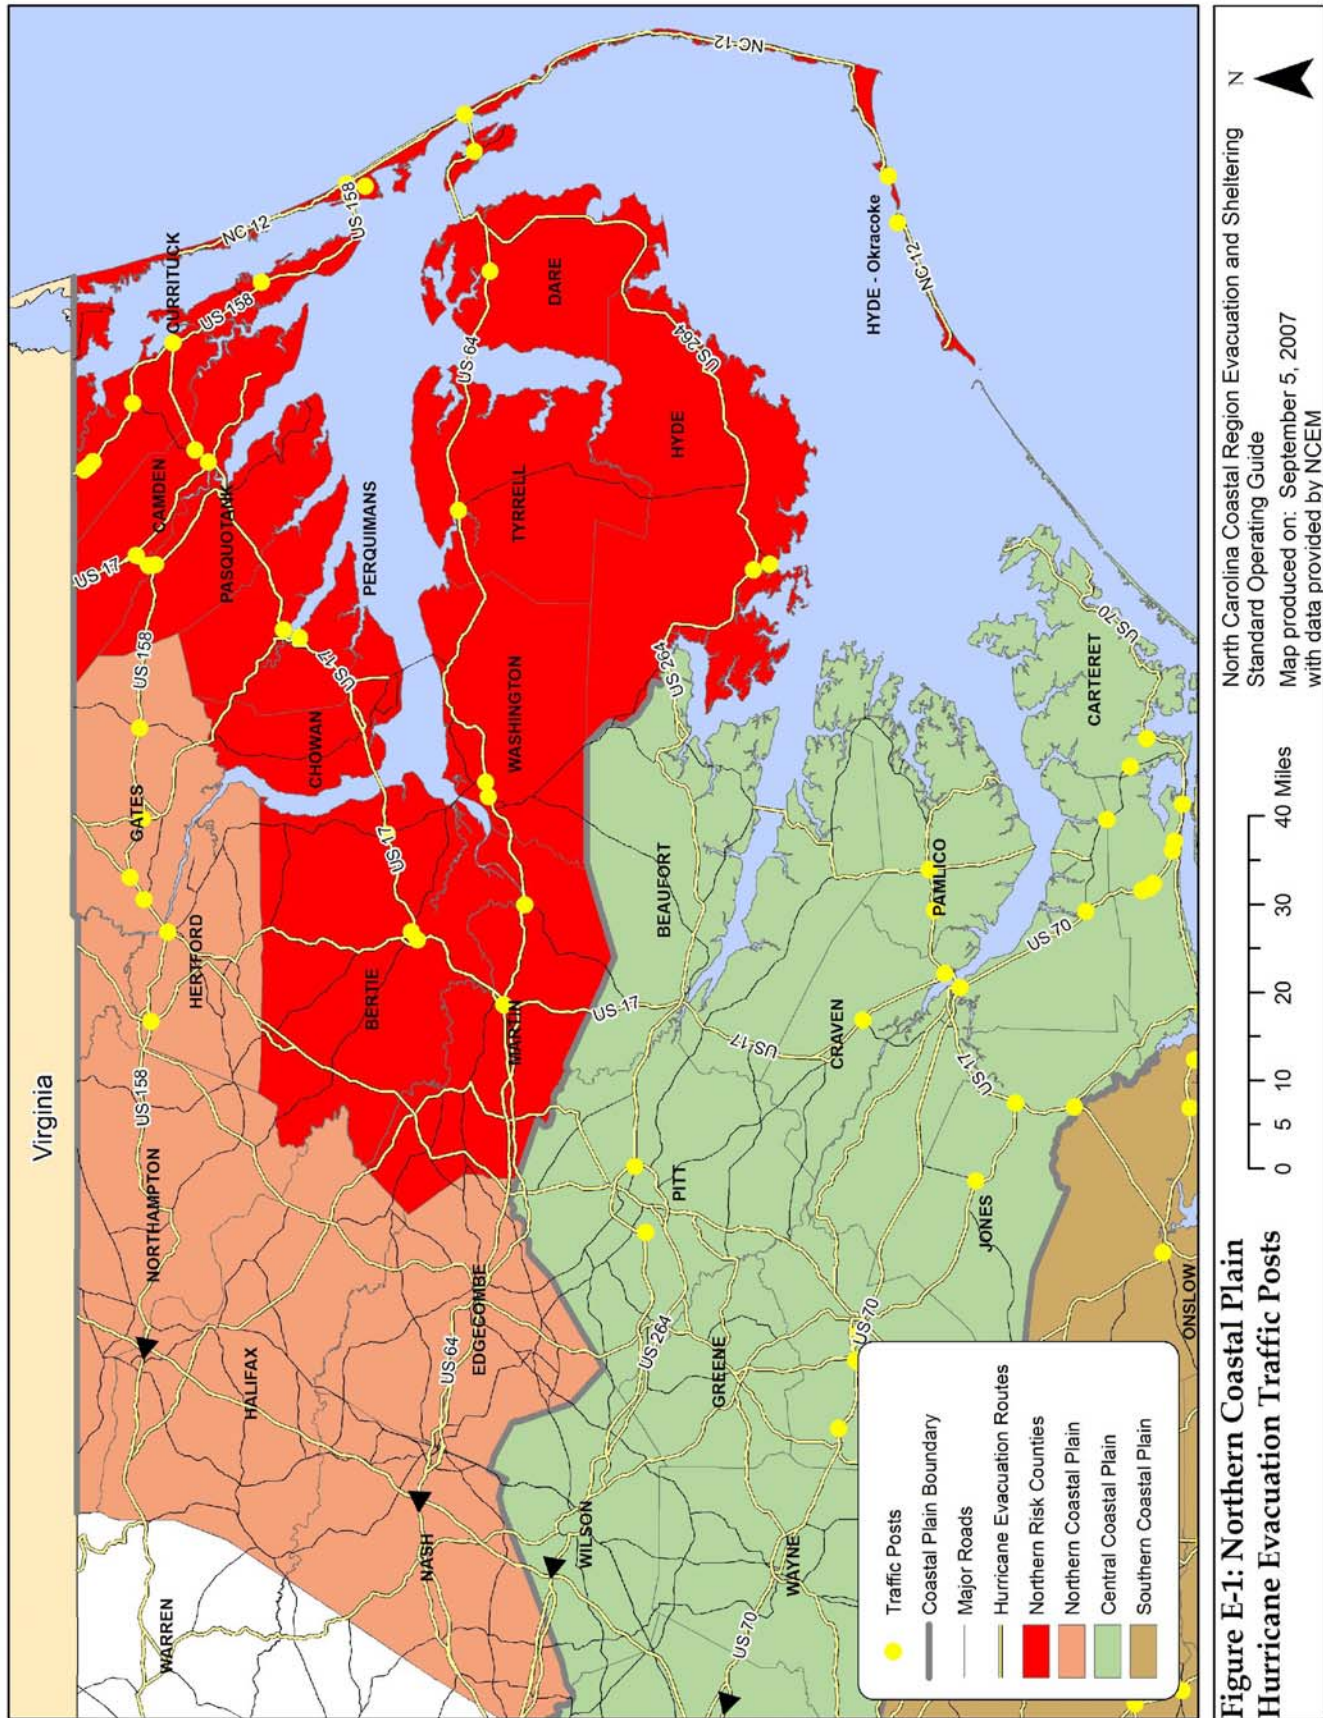 Virginia
WARREN
NORTHAMPTON
HALIFAX
NASH
EDGECOMBE
HERTFORD
GATES
BERTIE
MARTIN
CHOWAN
PERQUIMANS
PASQUOTANK
CAMDEN
CURRITUCK
WASHINGTON
TYRRELL
DARE
HYDE
HYDE - Okracoke
WILSON
WAYNE
GREENE
PITT
BEAUFORT
CRAVEN
PAMLICO
JONES
CARTERET
ONSLOW
US-158
US-158
US-17
US-158
US-158
NC-12
NC-12
NC-12
US-17
US-17
US-64
US-64
US-264
US-264
US-264
US-17
US-17
US-17
US-70
US-70
US-70
US-70
Traffic Posts
Coastal Plain Boundary
Major Roads
Hurricane Evacuation Routes
Northern Risk Counties
Northern Coastal Plain
Central Coastal Plain
Southern Coastal Plain
Figure E-1: Northern Coastal Plain
Hurricane Evacuation Traffic Posts
0 5 10 20 30 40 Miles
North Carolina Coastal Region Evacuation and Sheltering
Standard Operating Guide
Map produced on: September 5, 2007
with data provided by NCEM
N